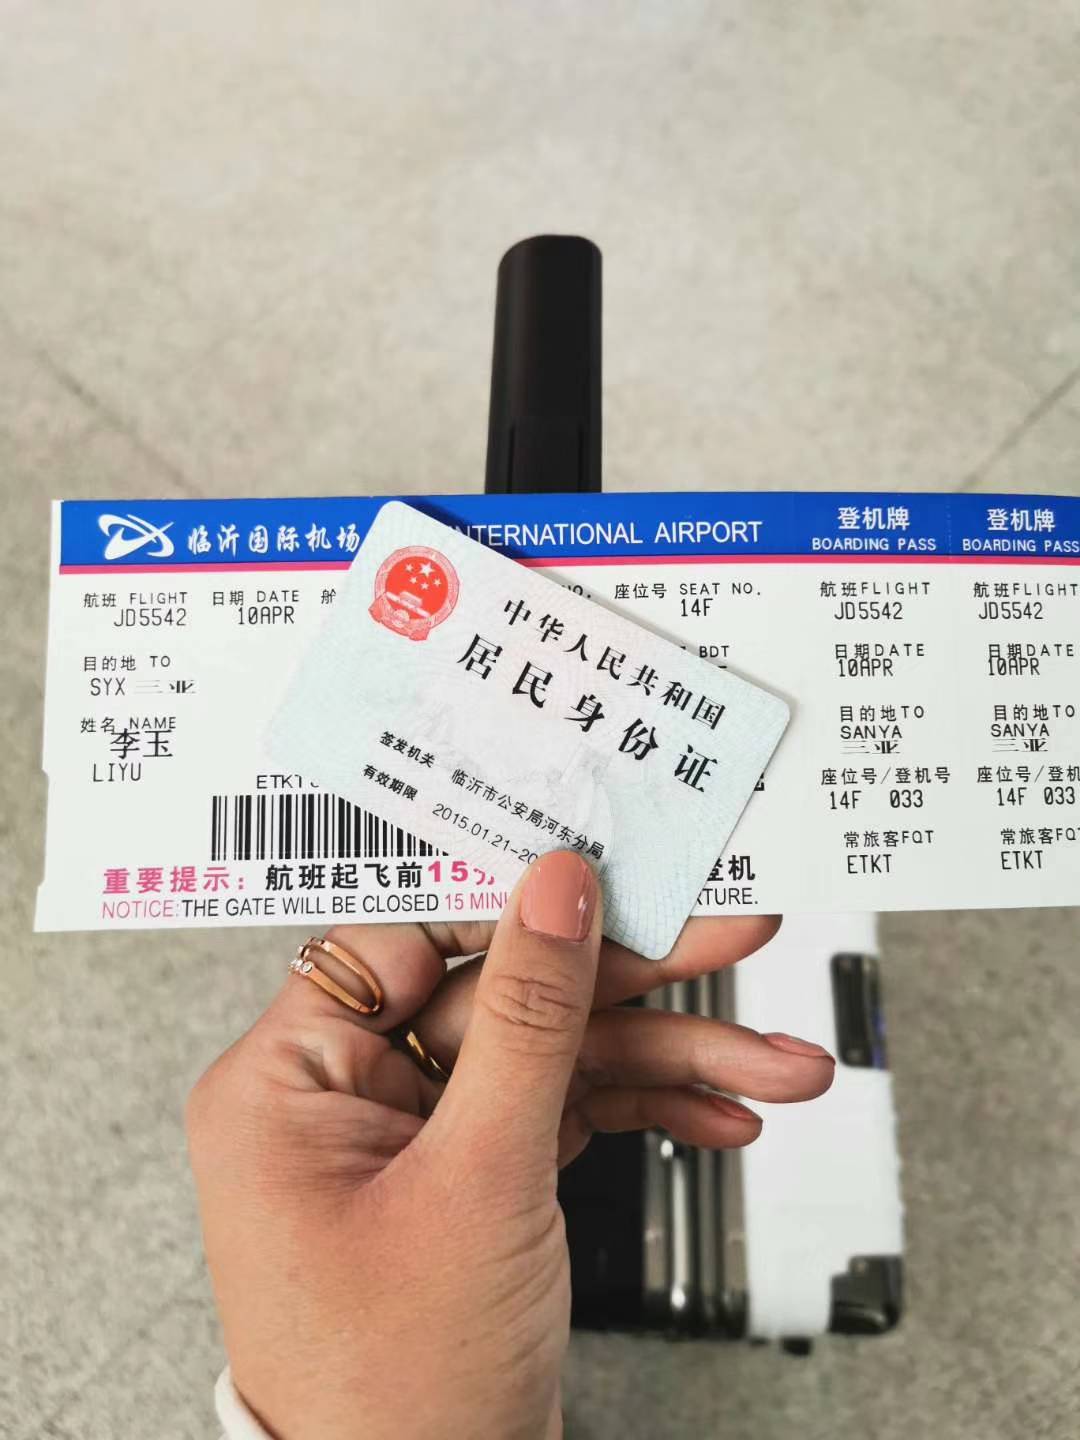 临沂国际机场 INTERNATIONAL AIRPORT
登机牌
BOARDING PASS
登机牌
BOARDING PASS
航班 FLIGHT 日期 DATE 座位号 SEAT NO.
JD5542 10APR 14F
目的地 TO BDT
SYX 三亚
姓名 NAME
李玉
LIYU
ETKT
重要提示：航班起飞前15分 登机
NOTICE:THE GATE WILL BE CLOSED 15
中华人民共和国
居民身份证
签发机关 临沂市公安局河东分局
有效期限 2015.01.21-20
航班FLIGHT
JD5542
日期DATE
10APR
目的地TO
SANYA
三亚
座位号/登机号
14F 033
常旅客FQT
ETKT
航班FLIGHT
JD5542
日期DATE
10APR
目的地TO
SANYA
三亚
座位号/登机
14F 033
常旅客FQT
ETKT